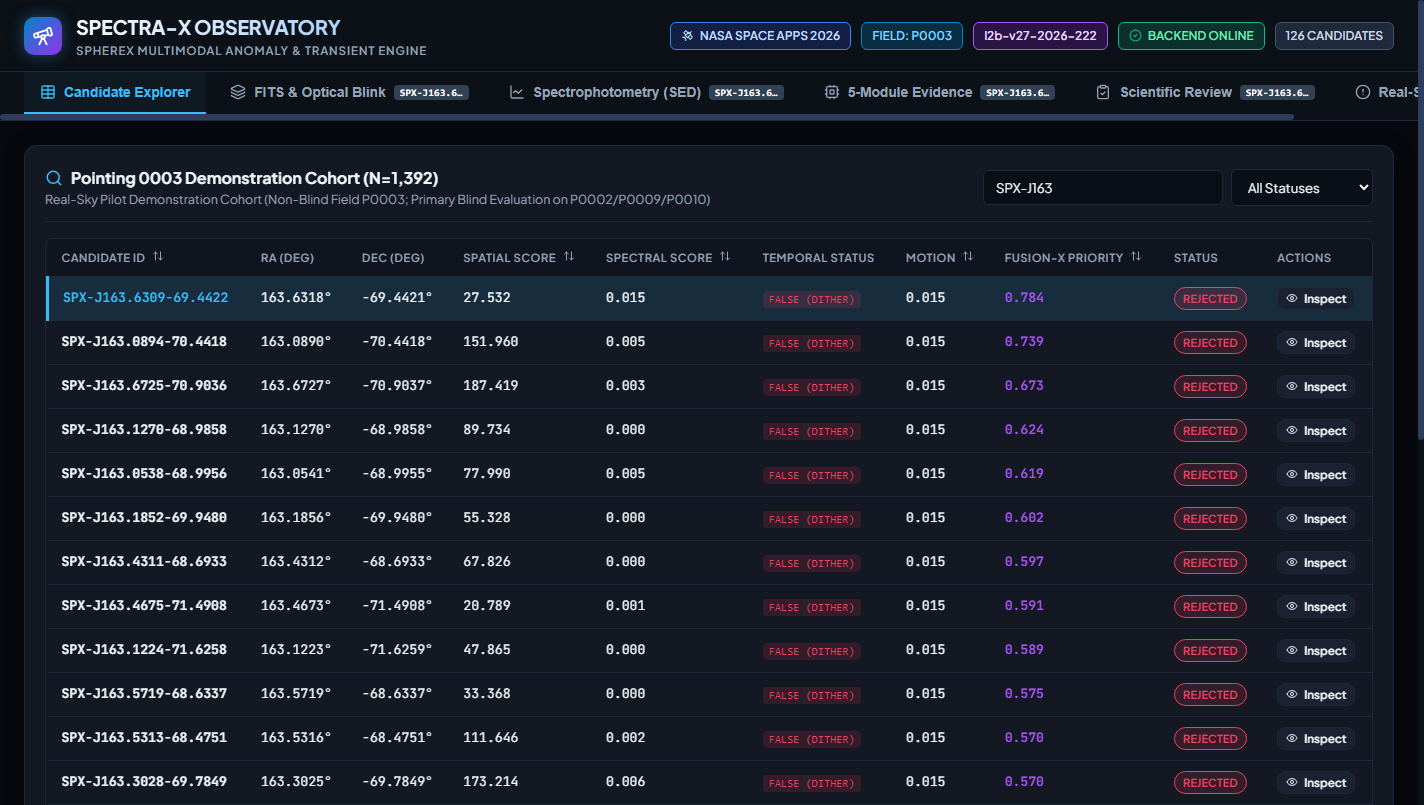 SPECTRA-X OBSERVATORY
SPHEREX MULTIMODAL ANOMALY & TRANSIENT ENGINE
NASA SPACE APPS 2026
FIELD: P0003
l2b-v27-2026-222
BACKEND ONLINE
126 CANDIDATES
Candidate Explorer
FITS & Optical Blink SPX-J163.6…
Spectrophotometry (SED) SPX-J163.6…
5-Module Evidence SPX-J163.6…
Scientific Review SPX-J163.6…
Real-S
Pointing 0003 Demonstration Cohort (N=1,392)
Real-Sky Pilot Demonstration Cohort (Non-Blind Field P0003; Primary Blind Evaluation on P0002/P0009/P0010)
SPX-J163
All Statuses
CANDIDATE ID RA (DEG) DEC (DEG) SPATIAL SCORE SPECTRAL SCORE TEMPORAL STATUS MOTION FUSION-X PRIORITY STATUS ACTIONS
SPX-J163.6309-69.4422 163.6318° -69.4421° 27.532 0.015 FALSE (DITHER) 0.015 0.784 REJECTED Inspect
SPX-J163.0894-70.4418 163.0890° -70.4418° 151.960 0.005 FALSE (DITHER) 0.015 0.739 REJECTED Inspect
SPX-J163.6725-70.9036 163.6727° -70.9037° 187.419 0.003 FALSE (DITHER) 0.015 0.673 REJECTED Inspect
SPX-J163.1270-68.9858 163.1270° -68.9858° 89.734 0.000 FALSE (DITHER) 0.015 0.624 REJECTED Inspect
SPX-J163.0538-68.9956 163.0541° -68.9955° 77.990 0.005 FALSE (DITHER) 0.015 0.619 REJECTED Inspect
SPX-J163.1852-69.9480 163.1856° -69.9480° 55.328 0.000 FALSE (DITHER) 0.015 0.602 REJECTED Inspect
SPX-J163.4311-68.6933 163.4312° -68.6933° 67.826 0.000 FALSE (DITHER) 0.015 0.597 REJECTED Inspect
SPX-J163.4675-71.4908 163.4673° -71.4908° 20.789 0.001 FALSE (DITHER) 0.015 0.591 REJECTED Inspect
SPX-J163.1224-71.6258 163.1223° -71.6259° 47.865 0.000 FALSE (DITHER) 0.015 0.589 REJECTED Inspect
SPX-J163.5719-68.6337 163.5719° -68.6337° 33.368 0.000 FALSE (DITHER) 0.015 0.575 REJECTED Inspect
SPX-J163.5313-68.4751 163.5316° -68.4751° 111.646 0.002 FALSE (DITHER) 0.015 0.570 REJECTED Inspect
SPX-J163.3028-69.7849 163.3025° -69.7849° 173.214 0.006 FALSE (DITHER) 0.015 0.570 REJECTED Inspect